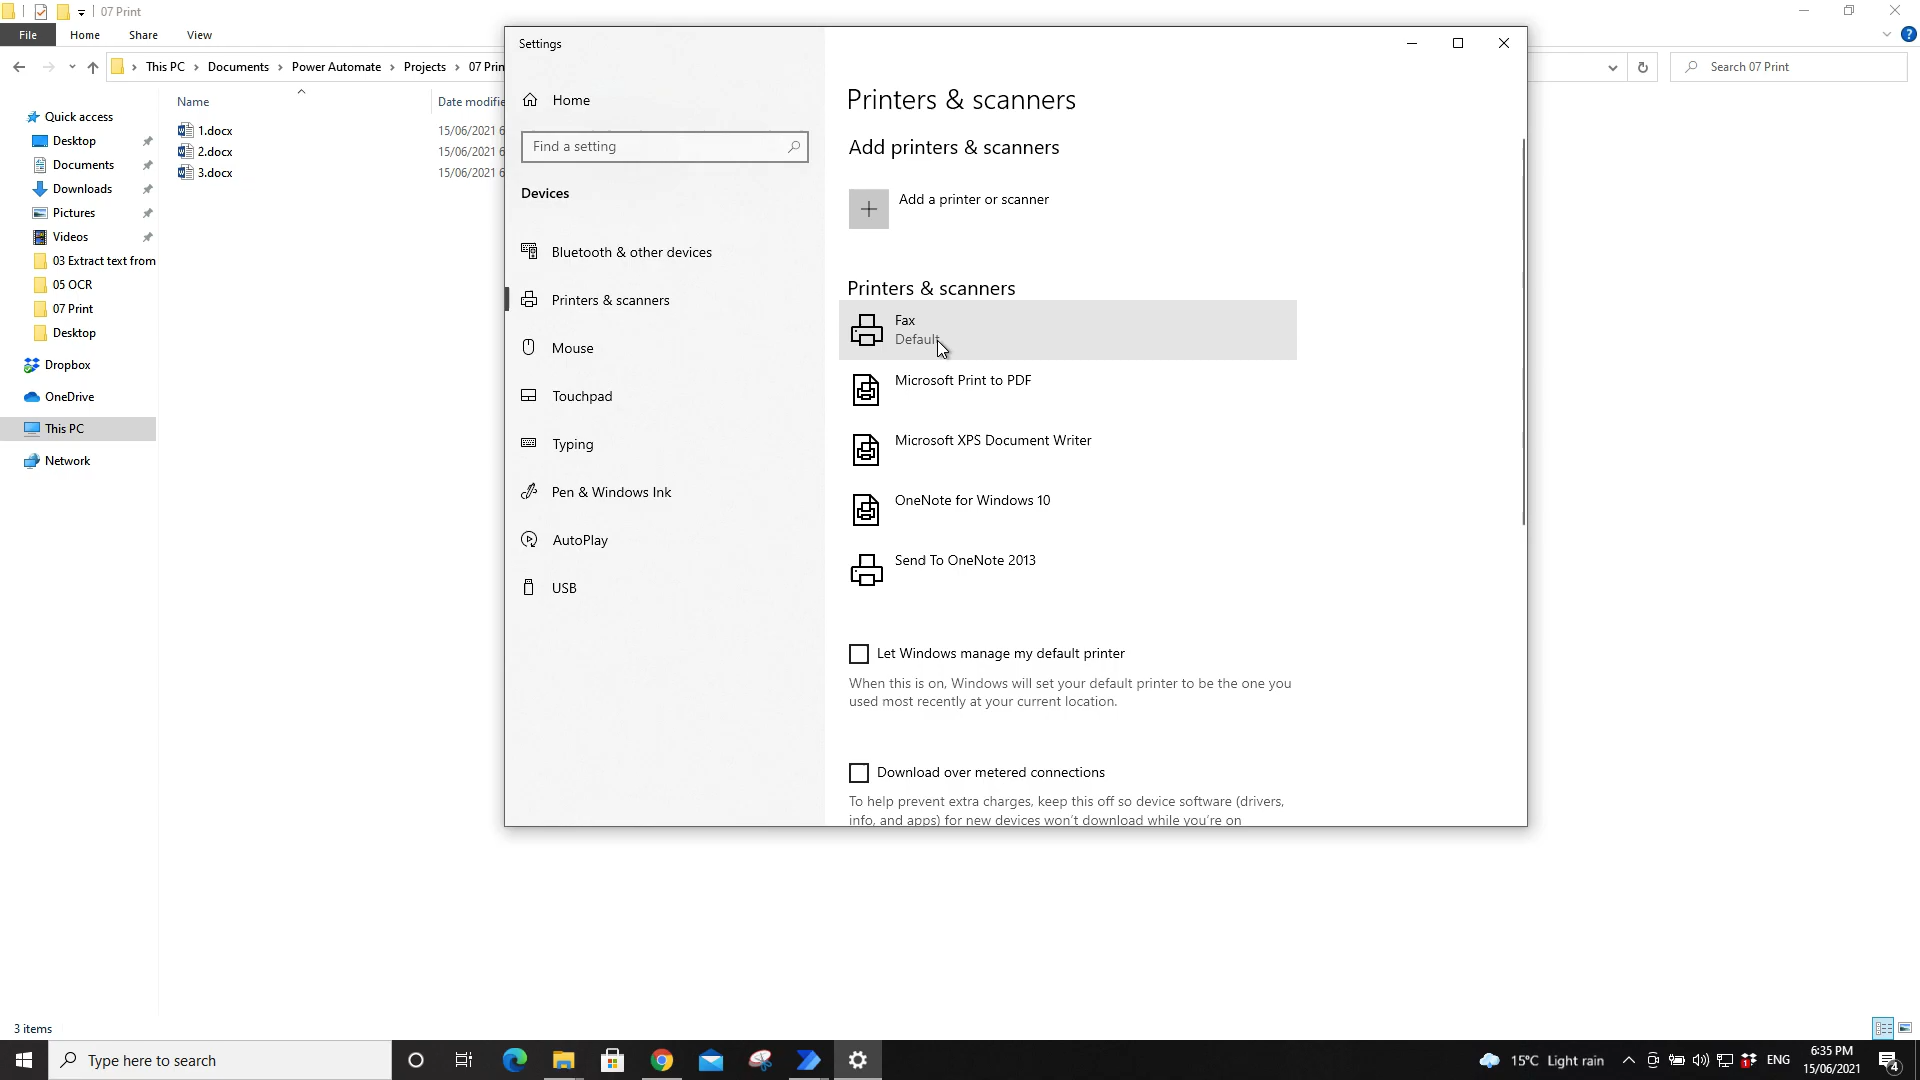 07 Print
File
Home
Share
View
This PC
Documents
Power Automate
Projects
07 Prin
Search 07 Print
Name
Date modifie
1.docx
15/06/2021 6
2.docx
15/06/2021 6
3.docx
15/06/2021 6
Quick access
Desktop
Documents
Downloads
Pictures
Videos
03 Extract text from
05 OCR
07 Print
Desktop
Dropbox
OneDrive
This PC
Network
3 items
Settings
Home
Find a setting
Devices
Bluetooth & other devices
Printers & scanners
Mouse
Touchpad
Typing
Pen & Windows Ink
AutoPlay
USB
Printers & scanners
Add printers & scanners
Add a printer or scanner
Printers & scanners
Fax
Default
Microsoft Print to PDF
Microsoft XPS Document Writer
OneNote for Windows 10
Send To OneNote 2013
Let Windows manage my default printer
When this is on, Windows will set your default printer to be the one you
used most recently at your current location.
Download over metered connections
To help prevent extra charges, keep this off so device software (drivers,
info, and apps) for new devices won't download while you're on
Type here to search
15°C Light rain
ENG
6:35 PM
15/06/2021
4